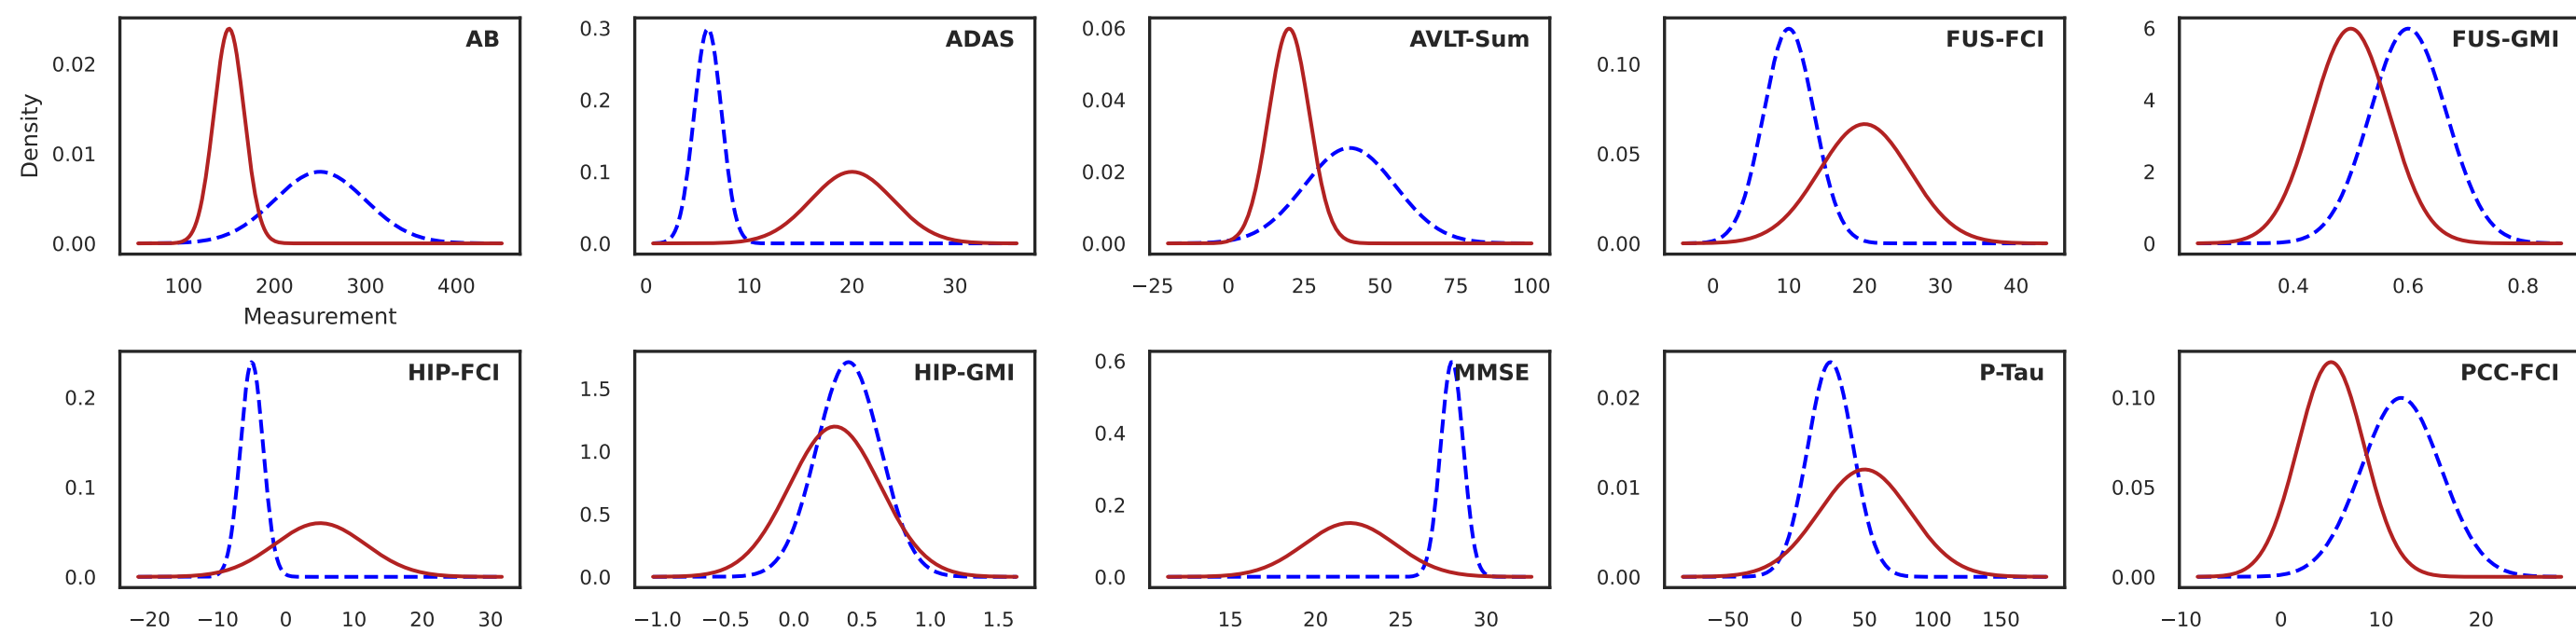 AB
0.02
0.01
0.00
Density
100 200 300 400
Measurement
ADAS
0.3
0.2
0.1
0.0
0 10 20 30
AVLT-Sum
0.06
0.04
0.02
0.00
−25 0 25 50 75 100
FUS-FCI
0.10
0.05
0.00
0 10 20 30 40
FUS-GMI
6
4
2
0
0.4 0.6 0.8
HIP-FCI
0.2
0.1
0.0
−20 −10 0 10 20 30
HIP-GMI
1.5
1.0
0.5
0.0
−1.0 −0.5 0.0 0.5 1.0 1.5
MMSE
0.6
0.4
0.2
0.0
15 20 25 30
P-Tau
0.02
0.01
0.00
−50 0 50 100 150
PCC-FCI
0.10
0.05
0.00
−10 0 10 20